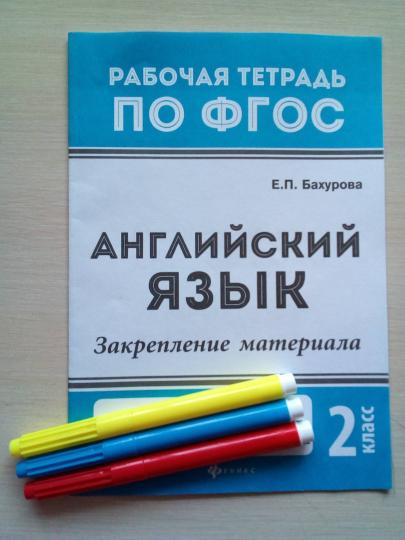 РАБОЧАЯ ТЕТРАДЬ
ПО ФГОС
Е.П. Бахурова
АНГЛИЙСКИЙ
ЯЗЫК
Закрепление материала
2 класс
ФЕНИКС